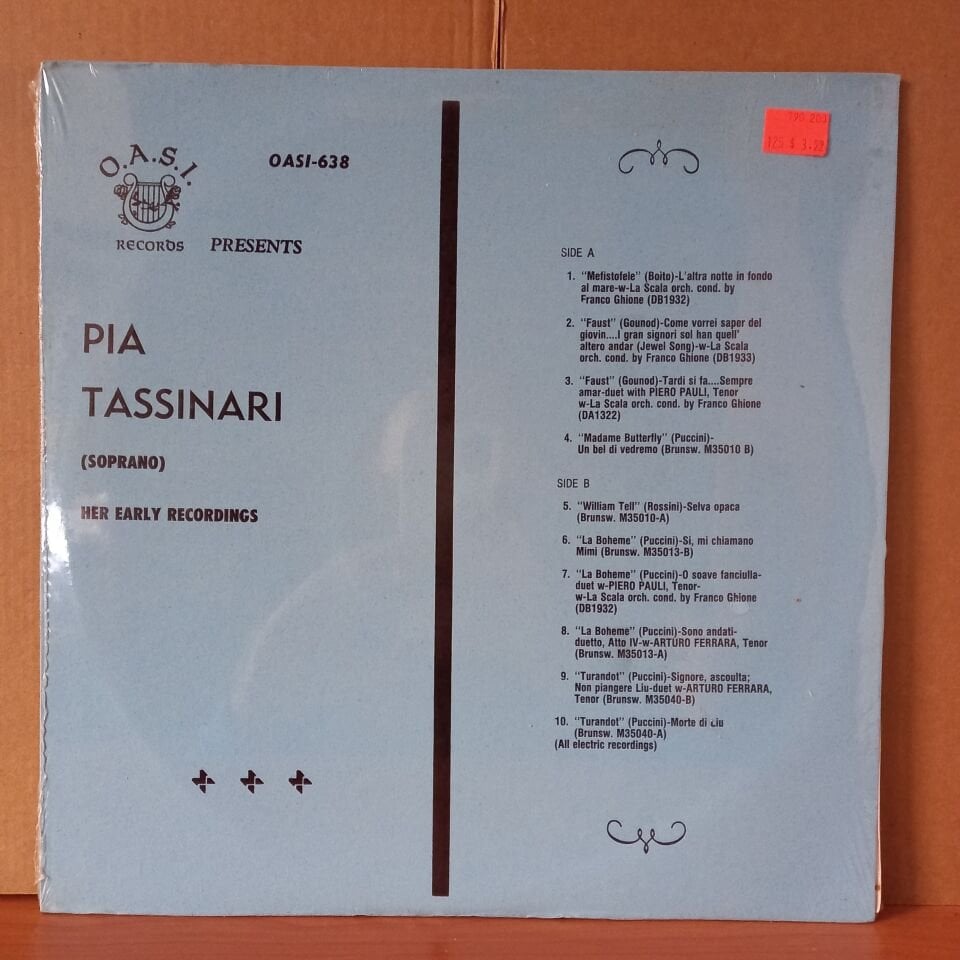 O.A.S.I.
RECORDS PRESENTS
OASI-638
PIA
TASSINARI
(SOPRANO)
HER EARLY RECORDINGS
SIDE A
1. "Mefistofele" (Boito)-L'altra notte in fondo
al mare-w-La Scala orch. cond. by
Franco Ghione (DB1932)
2. "Faust" (Gounod)-Come vorrei saper del
giovin....I gran signori sol han quell'
altero andar (Jewel Song)-w-La Scala
orch. cond. by Franco Ghione (DB1933)
3. "Faust" (Gounod)-Tardi si fa....Sempre
amar-duet with PIERO PAULI, Tenor
w-La Scala orch. cond. by Franco Ghione
(DA1322)
4. "Madame Butterfly" (Puccini)-
Un bel di vedremo (Brunsw. M35010 B)
SIDE B
5. "William Tell" (Rossini)-Selva opaca
(Brunsw. M35010-A)
6. "La Boheme" (Puccini)-Si, mi chiamano
Mimi (Brunsw. M35013-B)
7. "La Boheme" (Puccini)-O soave fanciulla-
duet w-PIERO PAULI, Tenor-
w-La Scala orch. cond. by Franco Ghione
(DB1932)
8. "La Boheme" (Puccini)-Sono andati-
duetto, Atto IV-w-ARTURO FERRARA, Tenor
(Brunsw. M35013-A)
9. "Turandot" (Puccini)-Signore, ascoulta;
Non piangere Liu-duet w-ARTURO FERRARA,
Tenor (Brunsw. M35040-B)
10. "Turandot" (Puccini)-Morte di Liu
(Brunsw. M35040-A)
(All electric recordings)